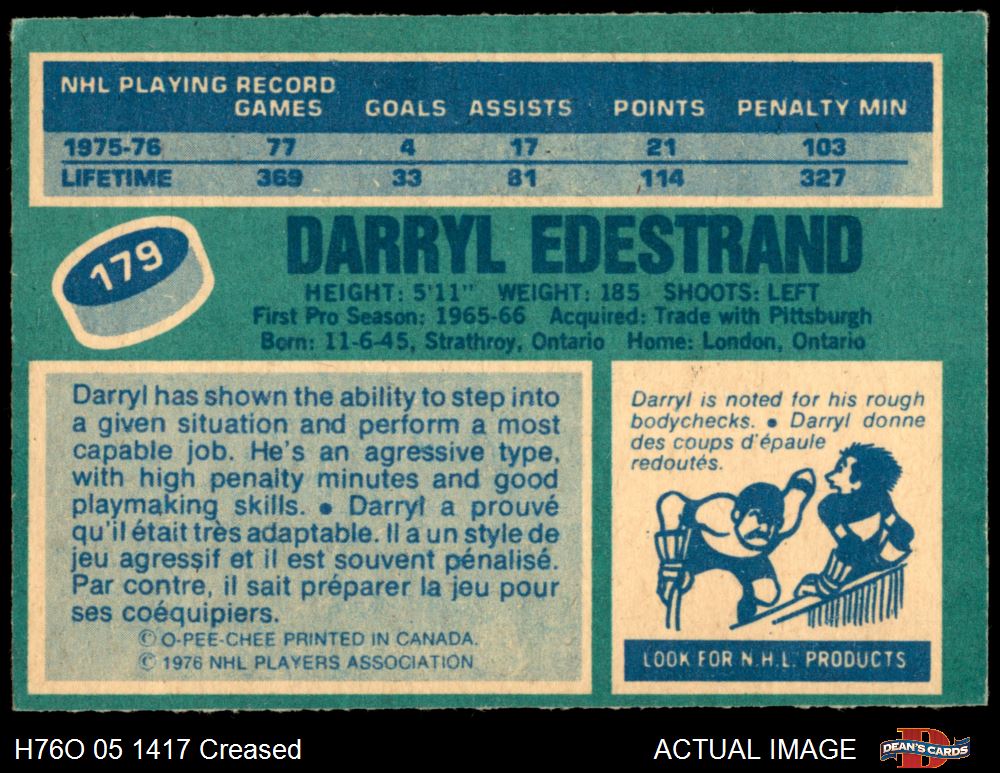 NHL PLAYING RECORD
GAMES GOALS ASSISTS POINTS PENALTY MIN
1975-76 77 4 17 21 103
LIFETIME 369 33 81 114 327
179
DARRYL EDESTRAND
HEIGHT: 5'11" WEIGHT: 185 SHOOTS: LEFT
First Pro Season: 1965-66 Acquired: Trade with Pittsburgh
Born: 11-6-45, Strathroy, Ontario Home: London, Ontario
Darryl has shown the ability to step into
a given situation and perform a most
capable job. He's an agressive type,
with high penalty minutes and good
playmaking skills. • Darryl a prouvé
qu'il était très adaptable. Il a un style de
jeu agressif et il est souvent pénalisé.
Par contre, il sait préparer la jeu pour
ses coéquipiers.
© O-PEE-CHEE PRINTED IN CANADA.
© 1976 NHL PLAYERS ASSOCIATION
Darryl is noted for his rough
bodychecks. • Darryl donne
des coups d'épaule
redoutés.
LOOK FOR N.H.L. PRODUCTS
H76O 05 1417 Creased
ACTUAL IMAGE
DEAN'S CARDS